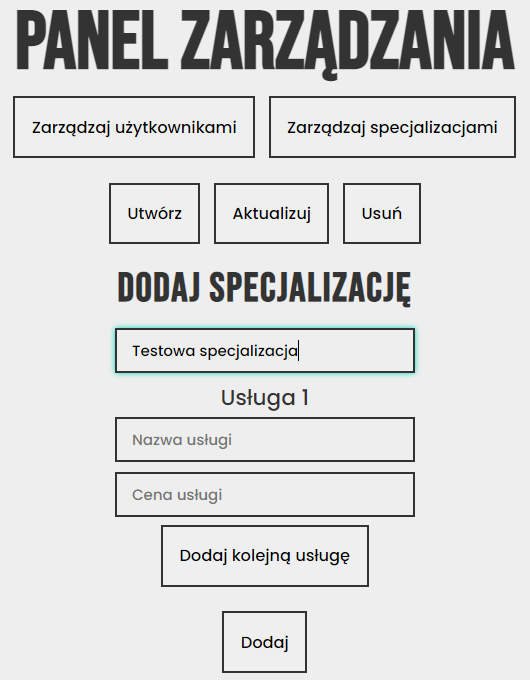 PANEL ZARZĄDZANIA
Zarządzaj użytkownikami Zarządzaj specjalizacjami
Utwórz Aktualizuj Usuń
DODAJ SPECJALIZACJĘ
Testowa specjalizacja
Usługa 1
Nazwa usługi
Cena usługi
Dodaj kolejną usługę
Dodaj